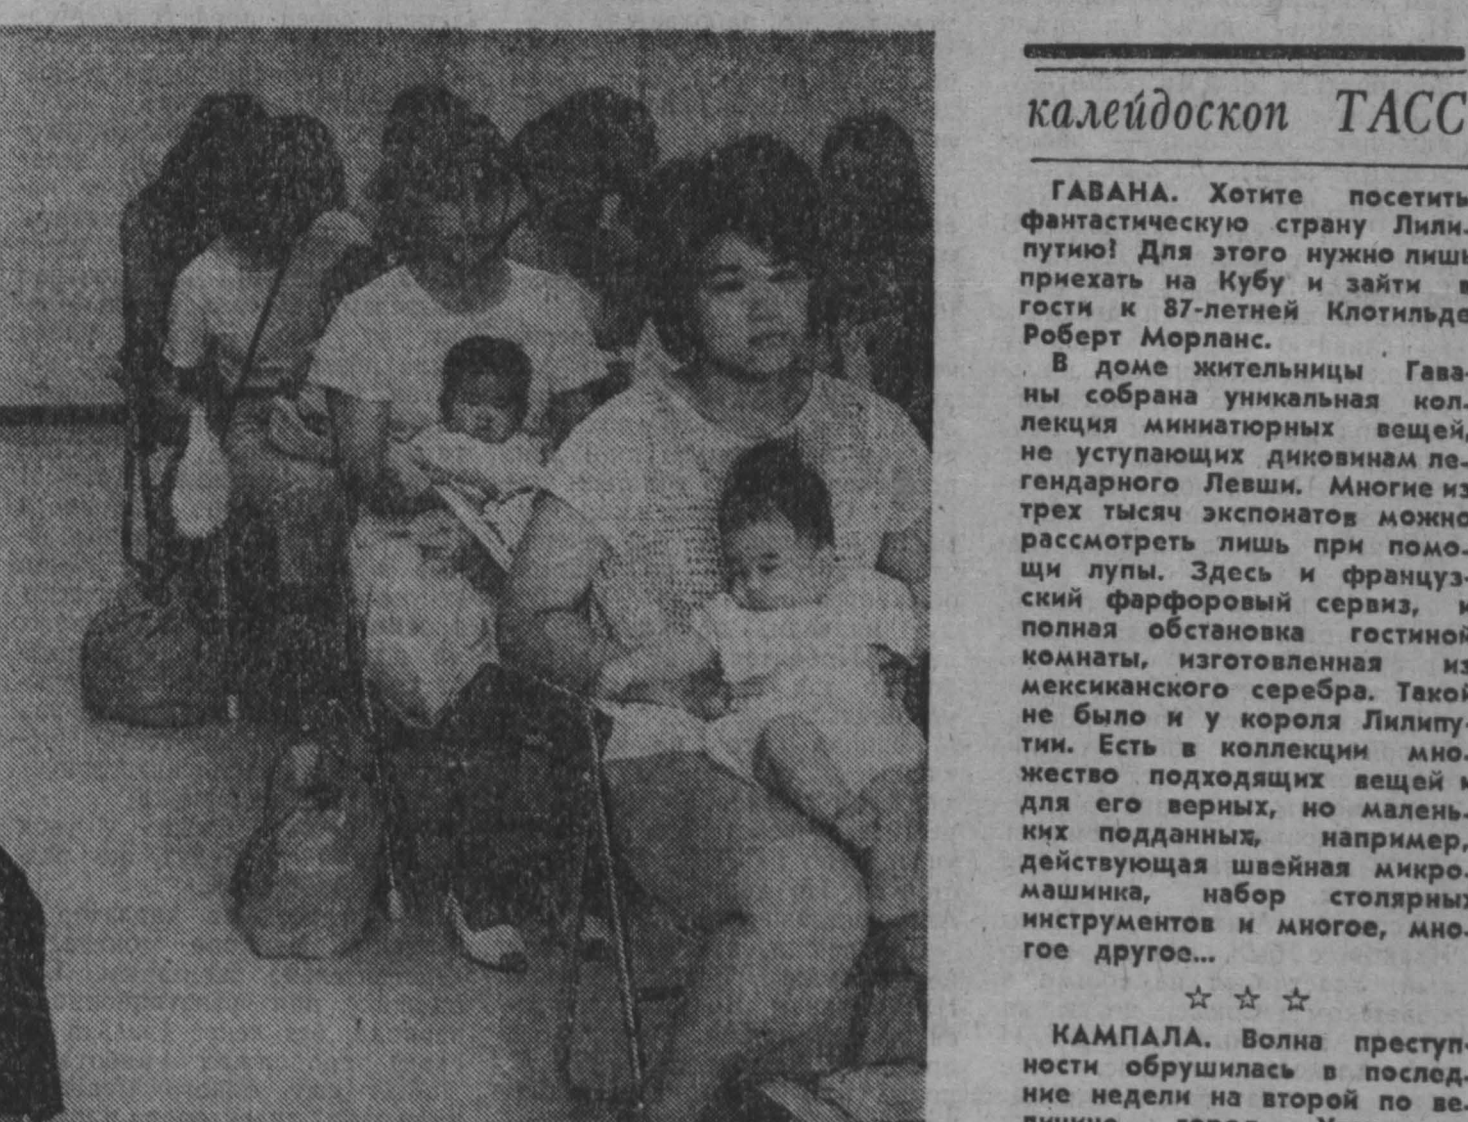 калейдоскоп ТАСС
ГАВАНА. Хотите посетить
фантастическую страну Лили-
путию? Для этого нужно лишь
приехать на Кубу и зайти в
гости к 87-летней Клотильде
Роберт Морланс.
В доме жительницы Гава-
ны собрана уникальная кол-
лекция миниатюрных вещей,
не уступающих диковинам ле-
гендарного Левши. Многие из
трех тысяч экспонатов можно
рассмотреть лишь при помо-
щи лупы. Здесь и француз-
ский фарфоровый сервиз, и
полная обстановка гостиной
комнаты, изготовленная из
мексиканского серебра. Такой
не было и у короля Лилипу-
тии. Есть в коллекции мно-
жество подходящих вещей и
для его верных, но малень-
ких подданных, например,
действующая швейная микро-
машинка, набор столярных
инструментов и многое, мно-
гое другое...
☆ ☆ ☆
КАМПАЛА. Волна преступ-
ности обрушилась в послед-
ние недели на второй по ве-